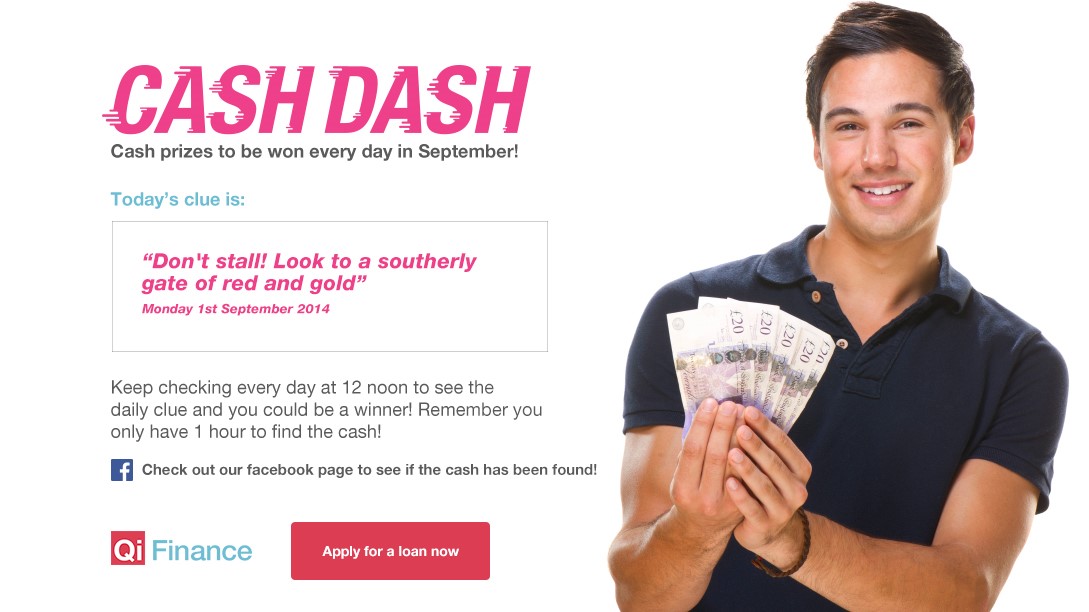 CASH DASH
Cash prizes to be won every day in September!
Today’s clue is:
“Don't stall! Look to a southerly
gate of red and gold”
Monday 1st September 2014
Keep checking every day at 12 noon to see the
daily clue and you could be a winner! Remember you
only have 1 hour to find the cash!
f Check out our facebook page to see if the cash has been found!
Qi Finance
Apply for a loan now
£20
£20
£20
£20